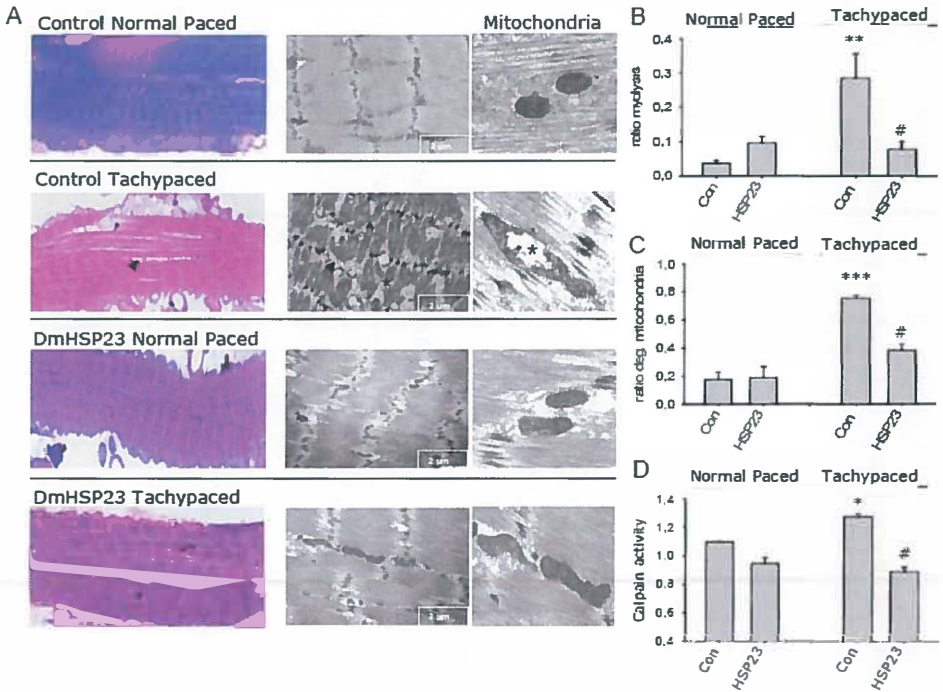 A
Control Normal Paced
Mitochondria
2 µm
Control Tachypaced
*
2 µm
DmHSP23 Normal Paced
2 µm
DmHSP23 Tachypaced
2 µm
B
Normal Paced Tachypaced
ratio myolysis
0,4
0,3
0,2
0,1
0,0
**
#
Con HSP23 Con HSP23
C
Normal Paced Tachypaced
ratio deg. mitochondria
1,0
0,8
0,6
0,4
0,2
0,0
***
#
Con HSP23 Con HSP23
D
Normal Paced Tachypaced
Calpain activity
1.4
1.2
1.0
0.8
0.6
0.4
*
#
Con HSP23 Con HSP23